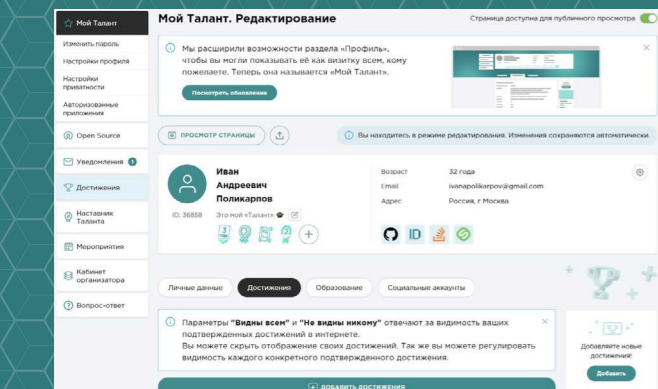 Мой Талант
Изменить пароль
Настройки профиля
Настройки
приватности
Авторизованные
приложения
Open Source
Уведомления 1
Достижения
Наставник
Таланта
Мероприятия
Кабинет
организатора
Вопрос-ответ
Мой Талант. Редактирование
Страница доступна для публичного просмотра
Мы расширили возможности раздела «Профиль»,
чтобы вы могли показывать её как визитку всем, кому
пожелаете. Теперь она называется «Мой Талант».
Посмотреть обновления
ПРОСМОТР СТРАНИЦЫ
Вы находитесь в режиме редактирования. Изменения сохраняются автоматически.
Иван
Андреевич
Поликарпов
ID: 36858
Это мой «Талант»
Возраст 32 года
Email ivanapolikarpov@gmail.com
Адрес Россия, г Москва
ID
Личные данные
Достижения
Образование
Социальные аккаунты
Параметры "Видны всем" и "Не видны никому" отвечают за видимость ваших
подтвержденных достижений в интернете.
Вы можете скрыть отображение своих достижений. Так же вы можете регулировать
видимость каждого конкретного подтвержденного достижения.
Добавляйте новые
достижения!
Добавить
ДОБАВИТЬ ДОСТИЖЕНИЯ